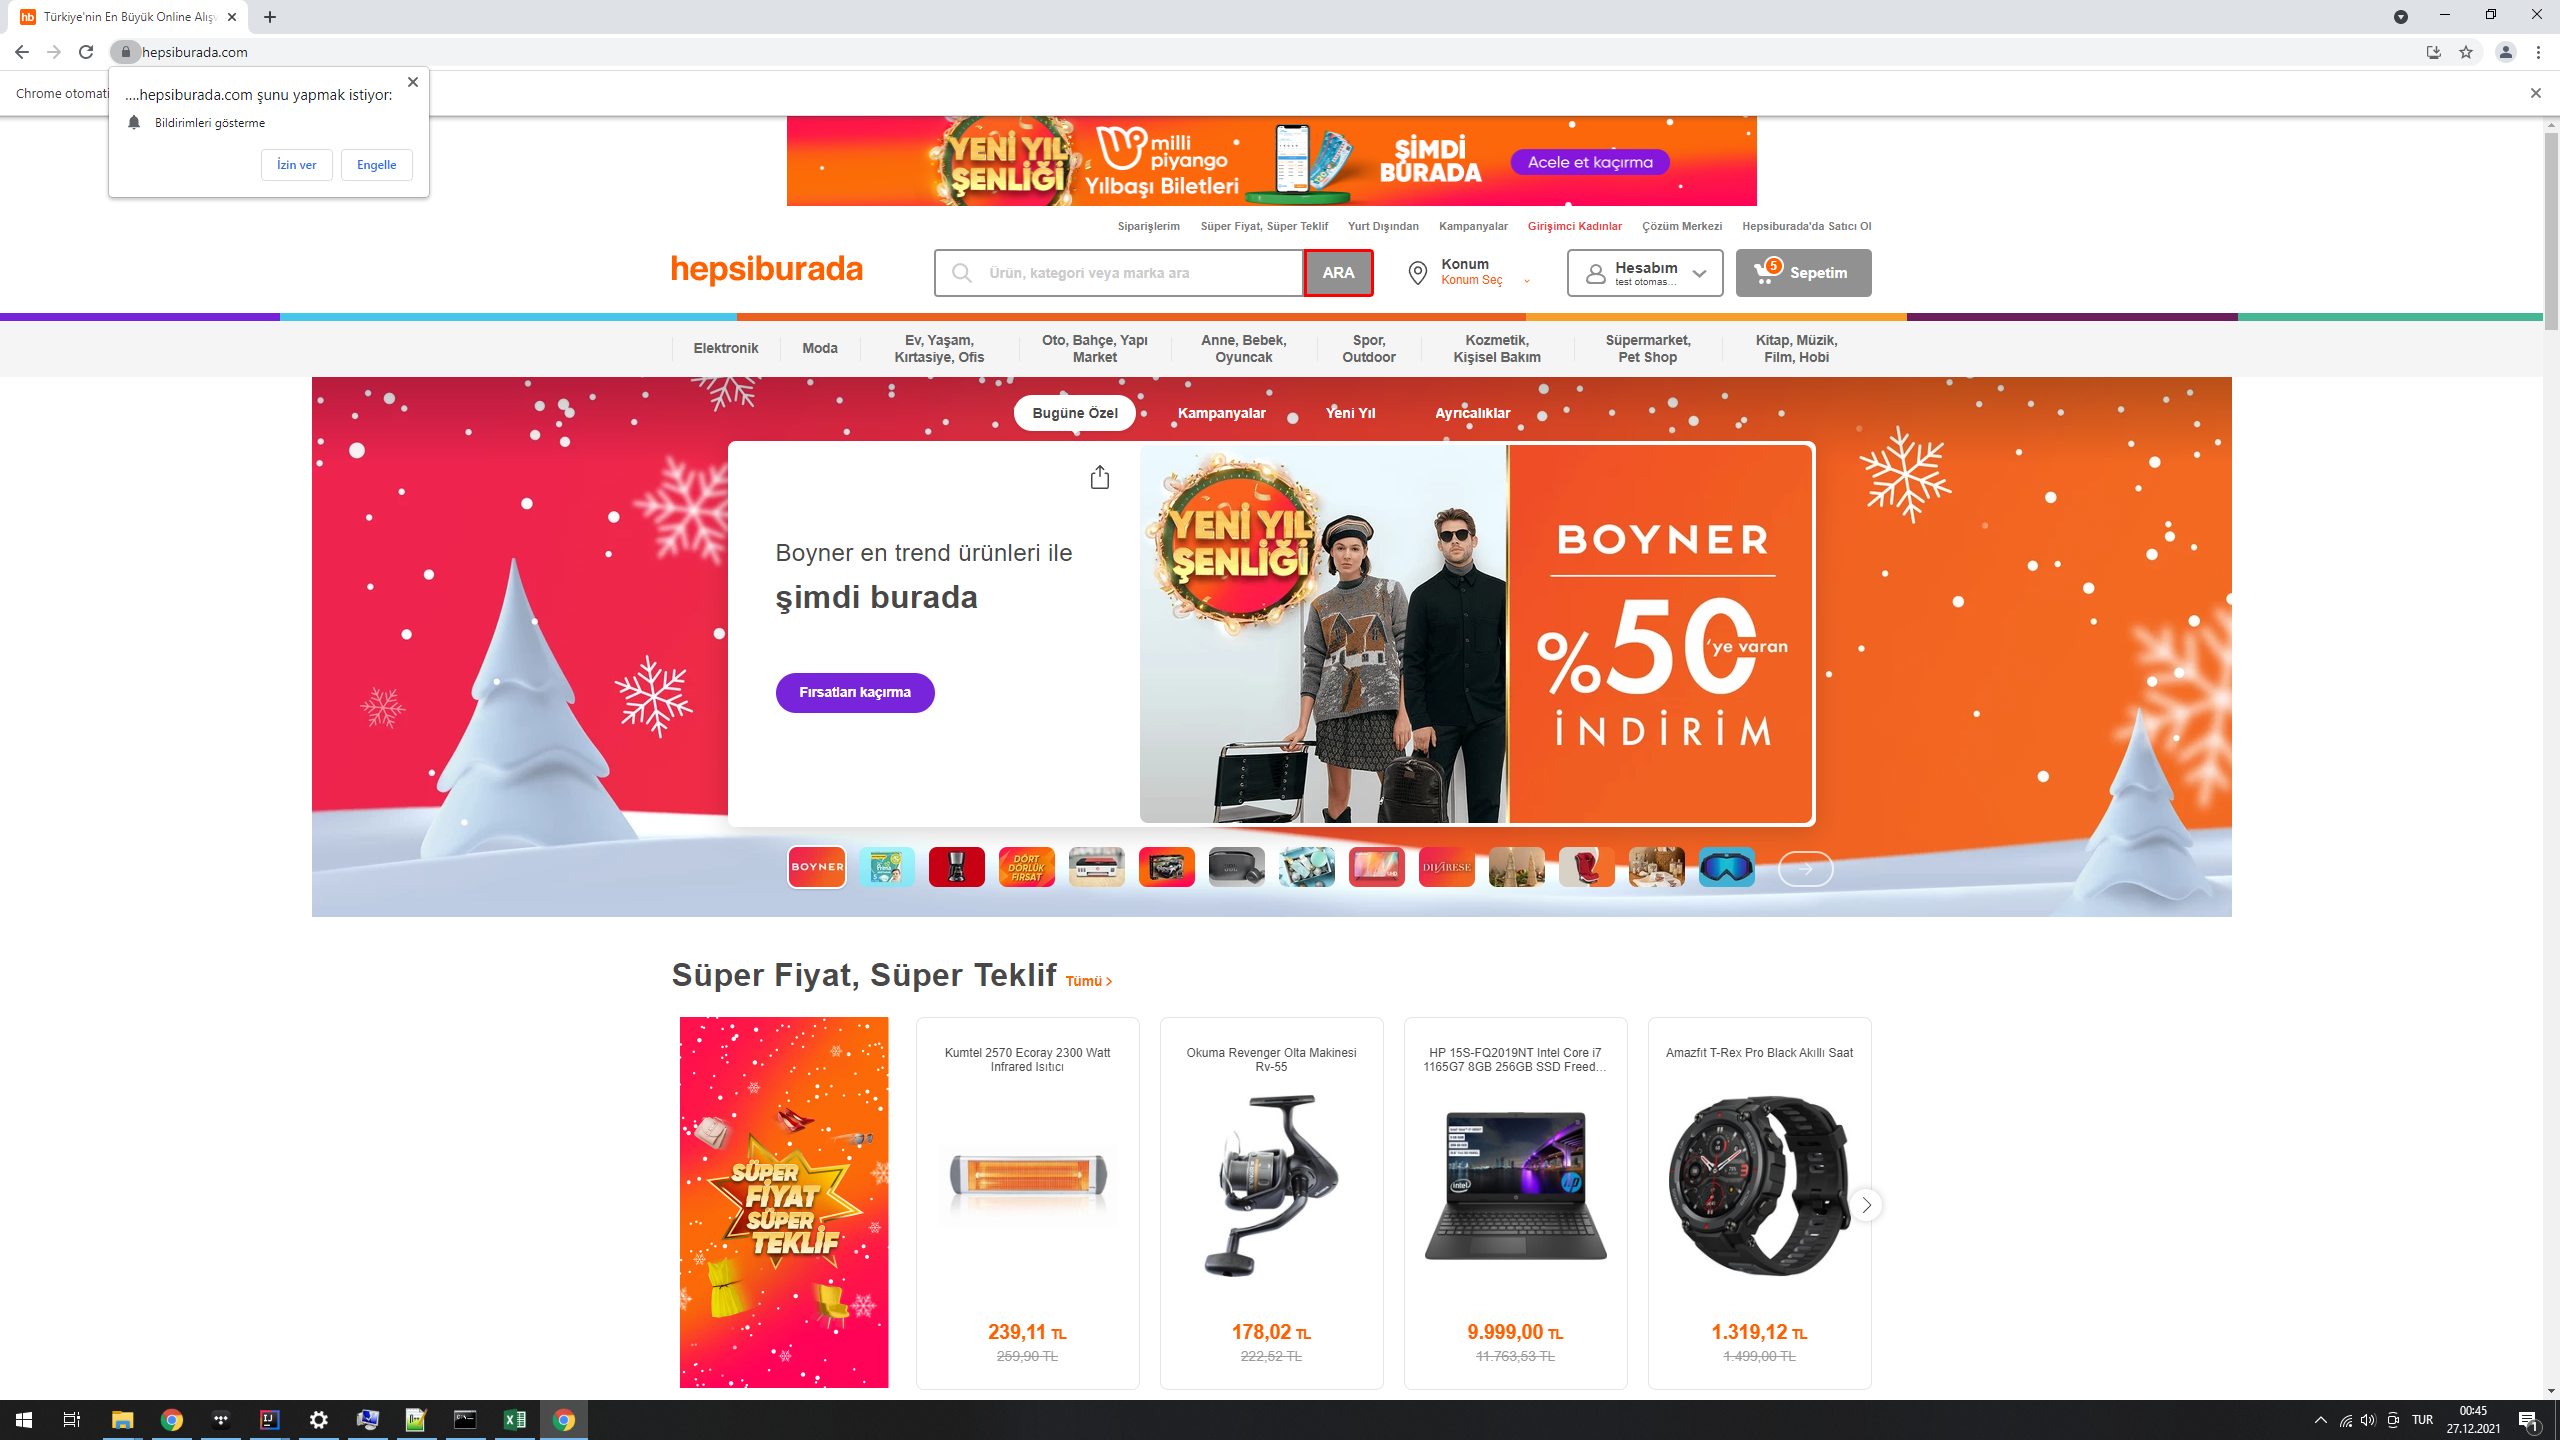 hb Türkiye'nin En Büyük Online Alışv
hepsiburada.com
Chrome otomati
....hepsiburada.com şunu yapmak istiyor:
Bildirimleri gösterme
İzin ver Engelle
YENİ YIL ŞENLİĞİ
milli piyango
Yılbaşı Biletleri
ŞİMDİ BURADA
Acele et kaçırma
Siparişlerim Süper Fiyat, Süper Teklif Yurt Dışından Kampanyalar Girişimci Kadınlar Çözüm Merkezi Hepsiburada'da Satıcı Ol
hepsiburada
Ürün, kategori veya marka ara
ARA
Konum
Konum Seç
Hesabım
test otomas...
5
Sepetim
Elektronik
Moda
Ev, Yaşam,
Kırtasiye, Ofis
Oto, Bahçe, Yapı
Market
Anne, Bebek,
Oyuncak
Spor,
Outdoor
Kozmetik,
Kişisel Bakım
Süpermarket,
Pet Shop
Kitap, Müzik,
Film, Hobi
Bugüne Özel Kampanyalar Yeni Yıl Ayrıcalıklar
Boyner en trend ürünleri ile
şimdi burada
Fırsatları kaçırma
YENİ YIL
ŞENLİĞİ
BOYNER
%50
'ye varan
İNDİRİM
BOYNER
DÖRT
DÖRLÜK
FIRSAT
DIVARESE
Süper Fiyat, Süper Teklif Tümü >
SÜPER
FİYAT
SÜPER
TEKLİF
Kumtel 2570 Ecoray 2300 Watt
Infrared Isıtıcı
239,11 TL
259,90 TL
Okuma Revenger Olta Makinesi
Rv-55
178,02 TL
222,52 TL
HP 15S-FQ2019NT Intel Core i7
1165G7 8GB 256GB SSD Freed...
intel
hp
9.999,00 TL
11.763,53 TL
Amazfit T-Rex Pro Black Akıllı Saat
1.319,12 TL
1.499,00 TL
TUR
00:45
27.12.2021
1